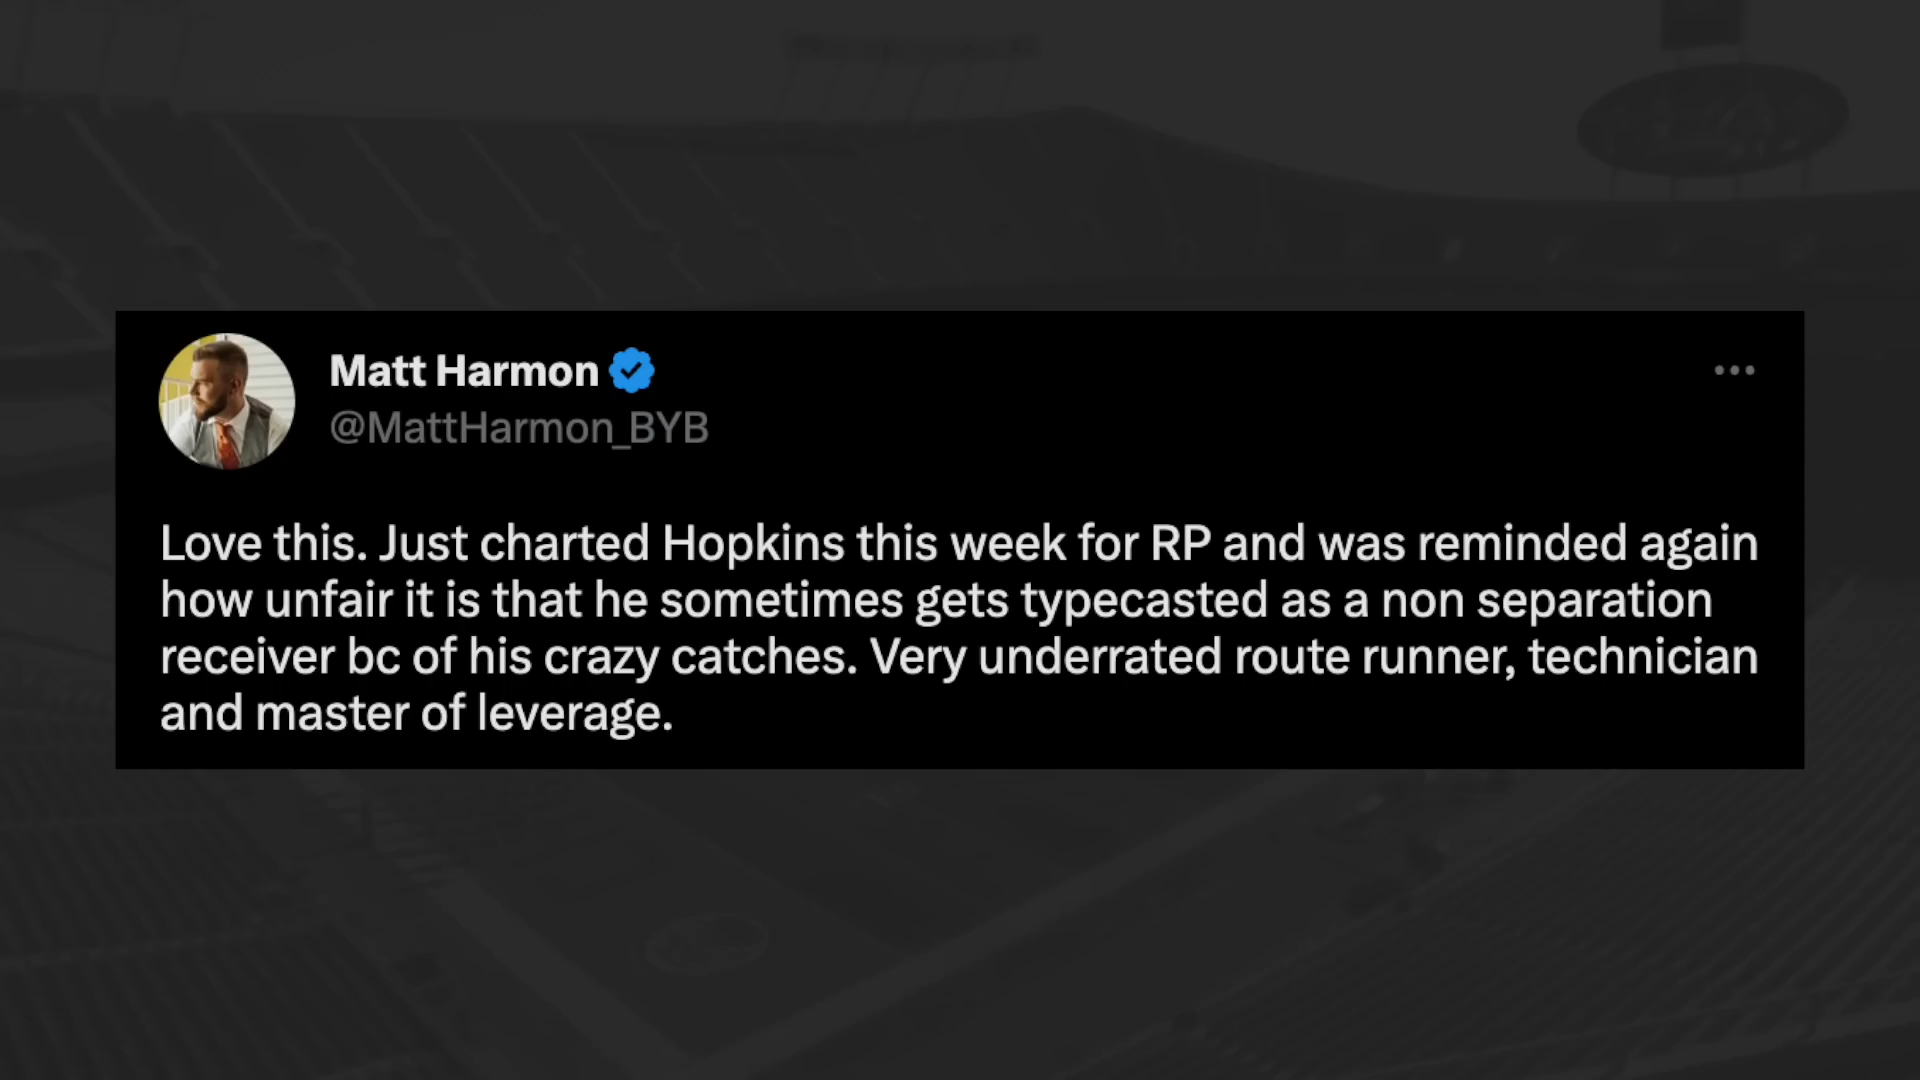 Matt Harmon
@MattHarmon_BYB
Love this. Just charted Hopkins this week for RP and was reminded again
how unfair it is that he sometimes gets typecasted as a non separation
receiver bc of his crazy catches. Very underrated route runner, technician
and master of leverage.